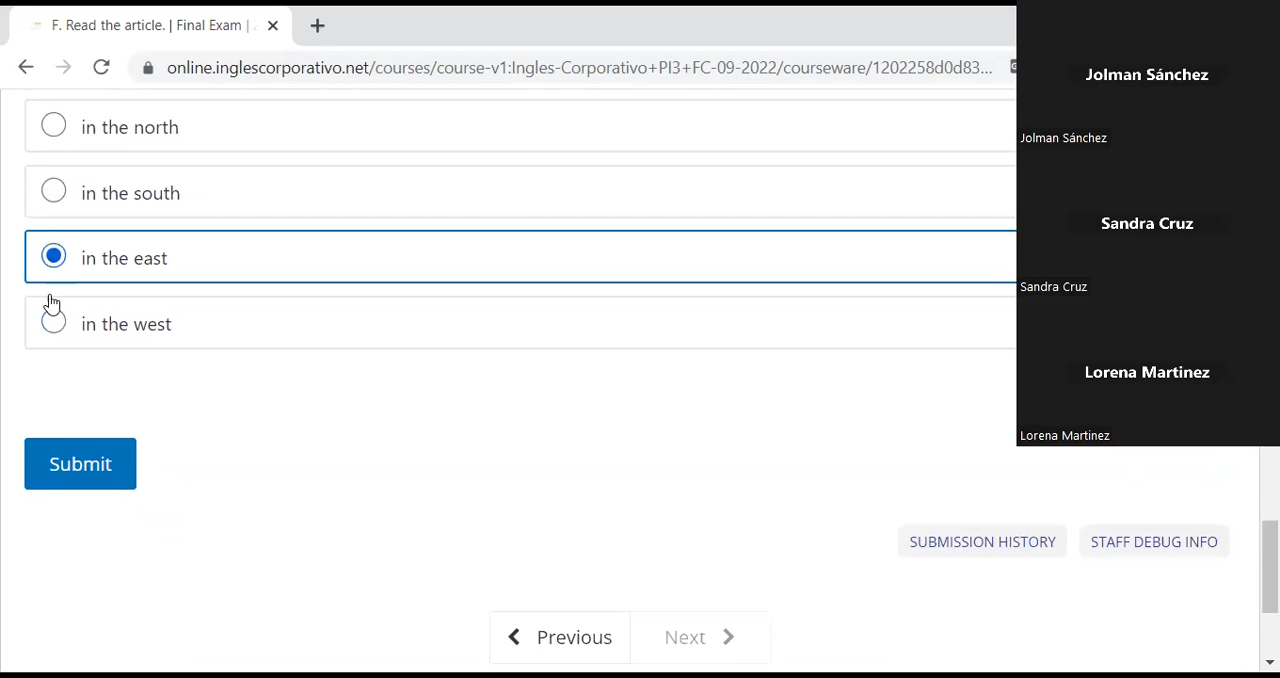 F. Read the article. | Final Exam |
online.inglescorporativo.net/courses/course-v1:Ingles-Corporativo+PI3+FC-09-2022/courseware/1202258d0d83...
in the north
in the south
in the east
in the west
Submit
SUBMISSION HISTORY
STAFF DEBUG INFO
Previous
Next
Jolman Sánchez
Jolman Sánchez
Sandra Cruz
Sandra Cruz
Lorena Martinez
Lorena Martinez